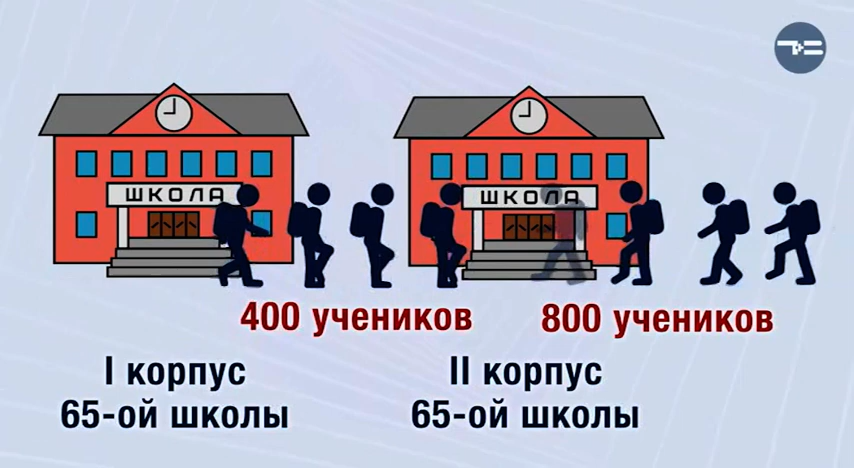 ШКОЛА
ШКОЛА
400 учеников
800 учеников
I корпус
65-ой школы
II корпус
65-ой школы